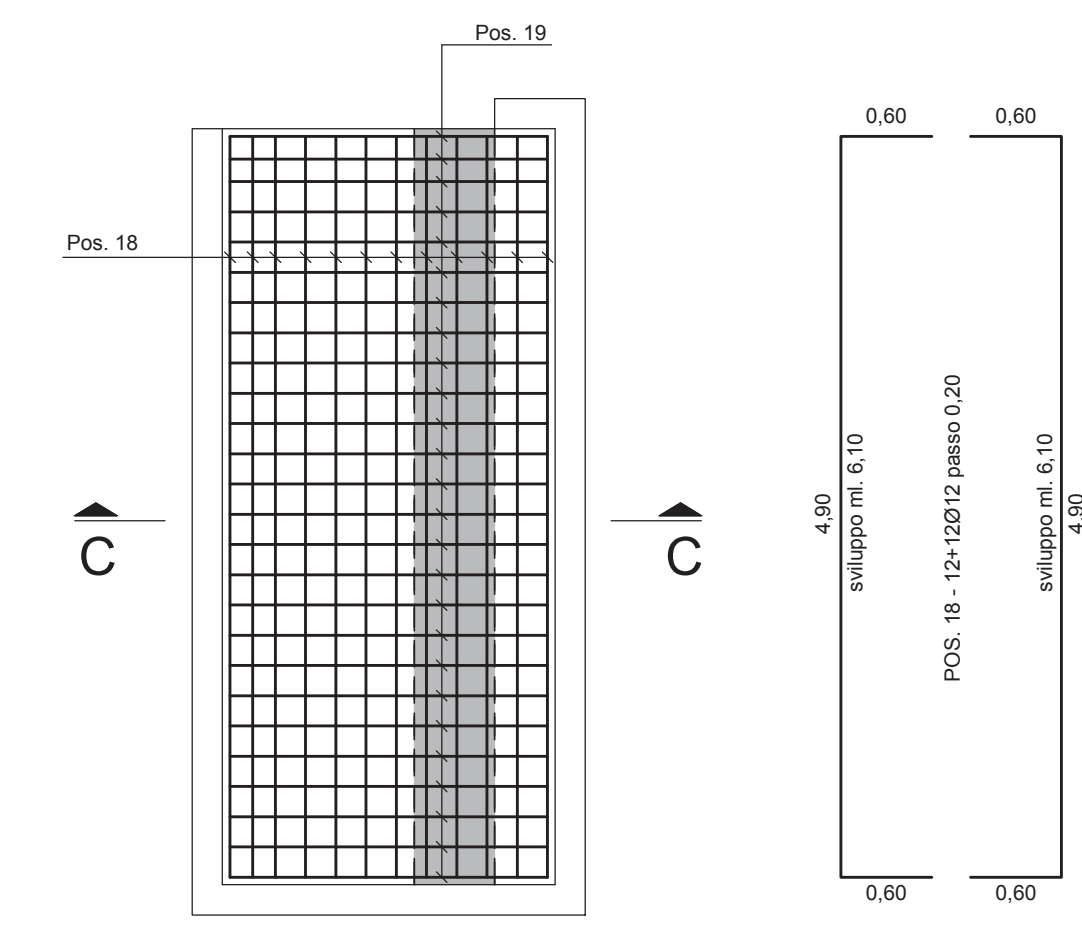 Pos. 19
0,60
0,60
Pos. 18
4,90
sviluppo ml. 6,10
POS. 18 - 12+12Ø12 passo 0,20
sviluppo ml. 6,10
4,90
C
C
0,60
0,60